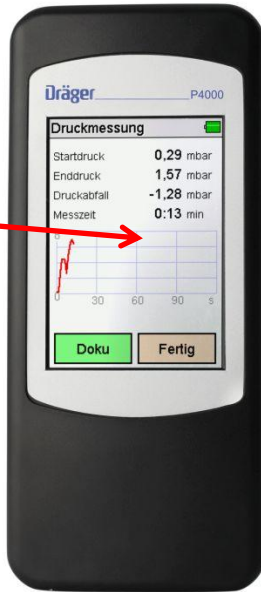 Dräger P4000
Druckmessung
Startdruck 0,29 mbar
Enddruck 1,57 mbar
Druckabfall -1,28 mbar
Messzeit 0:13 min
0 30 60 90 s
Doku Fertig